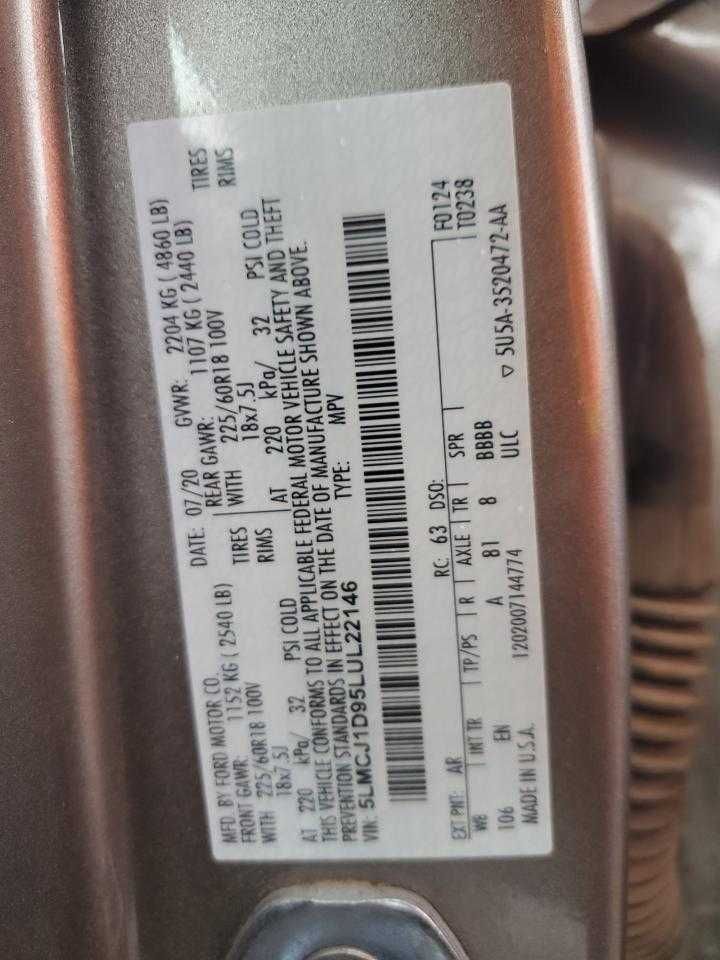 MFD. BY FORD MOTOR CO. DATE: 07/20 GVWR: 2204 KG ( 4860 LB)
FRONT GAWR: 1152 KG ( 2540 LB) REAR GAWR: 1107 KG ( 2440 LB)
WITH 225/60R18 100V TIRES WITH 225/60R18 100V TIRES
18x7.5J RIMS 18x7.5J RIMS
AT 220 kPa/ 32 PSI COLD AT 220 kPa/ 32 PSI COLD
THIS VEHICLE CONFORMS TO ALL APPLICABLE FEDERAL MOTOR VEHICLE SAFETY AND THEFT
PREVENTION STANDARDS IN EFFECT ON THE DATE OF MANUFACTURE SHOWN ABOVE.
VIN: 5LMCJ1D95LUL22146 TYPE: MPV
EXT PNT: AR RC: 63 DSO: F0124
WB INT TR TP/PS R AXLE TR SPR T0238
106 EN A 81 8 BBBB
MADE IN U.S.A. 1202007144774 ULC ▽ 5U5A-3520472-AA